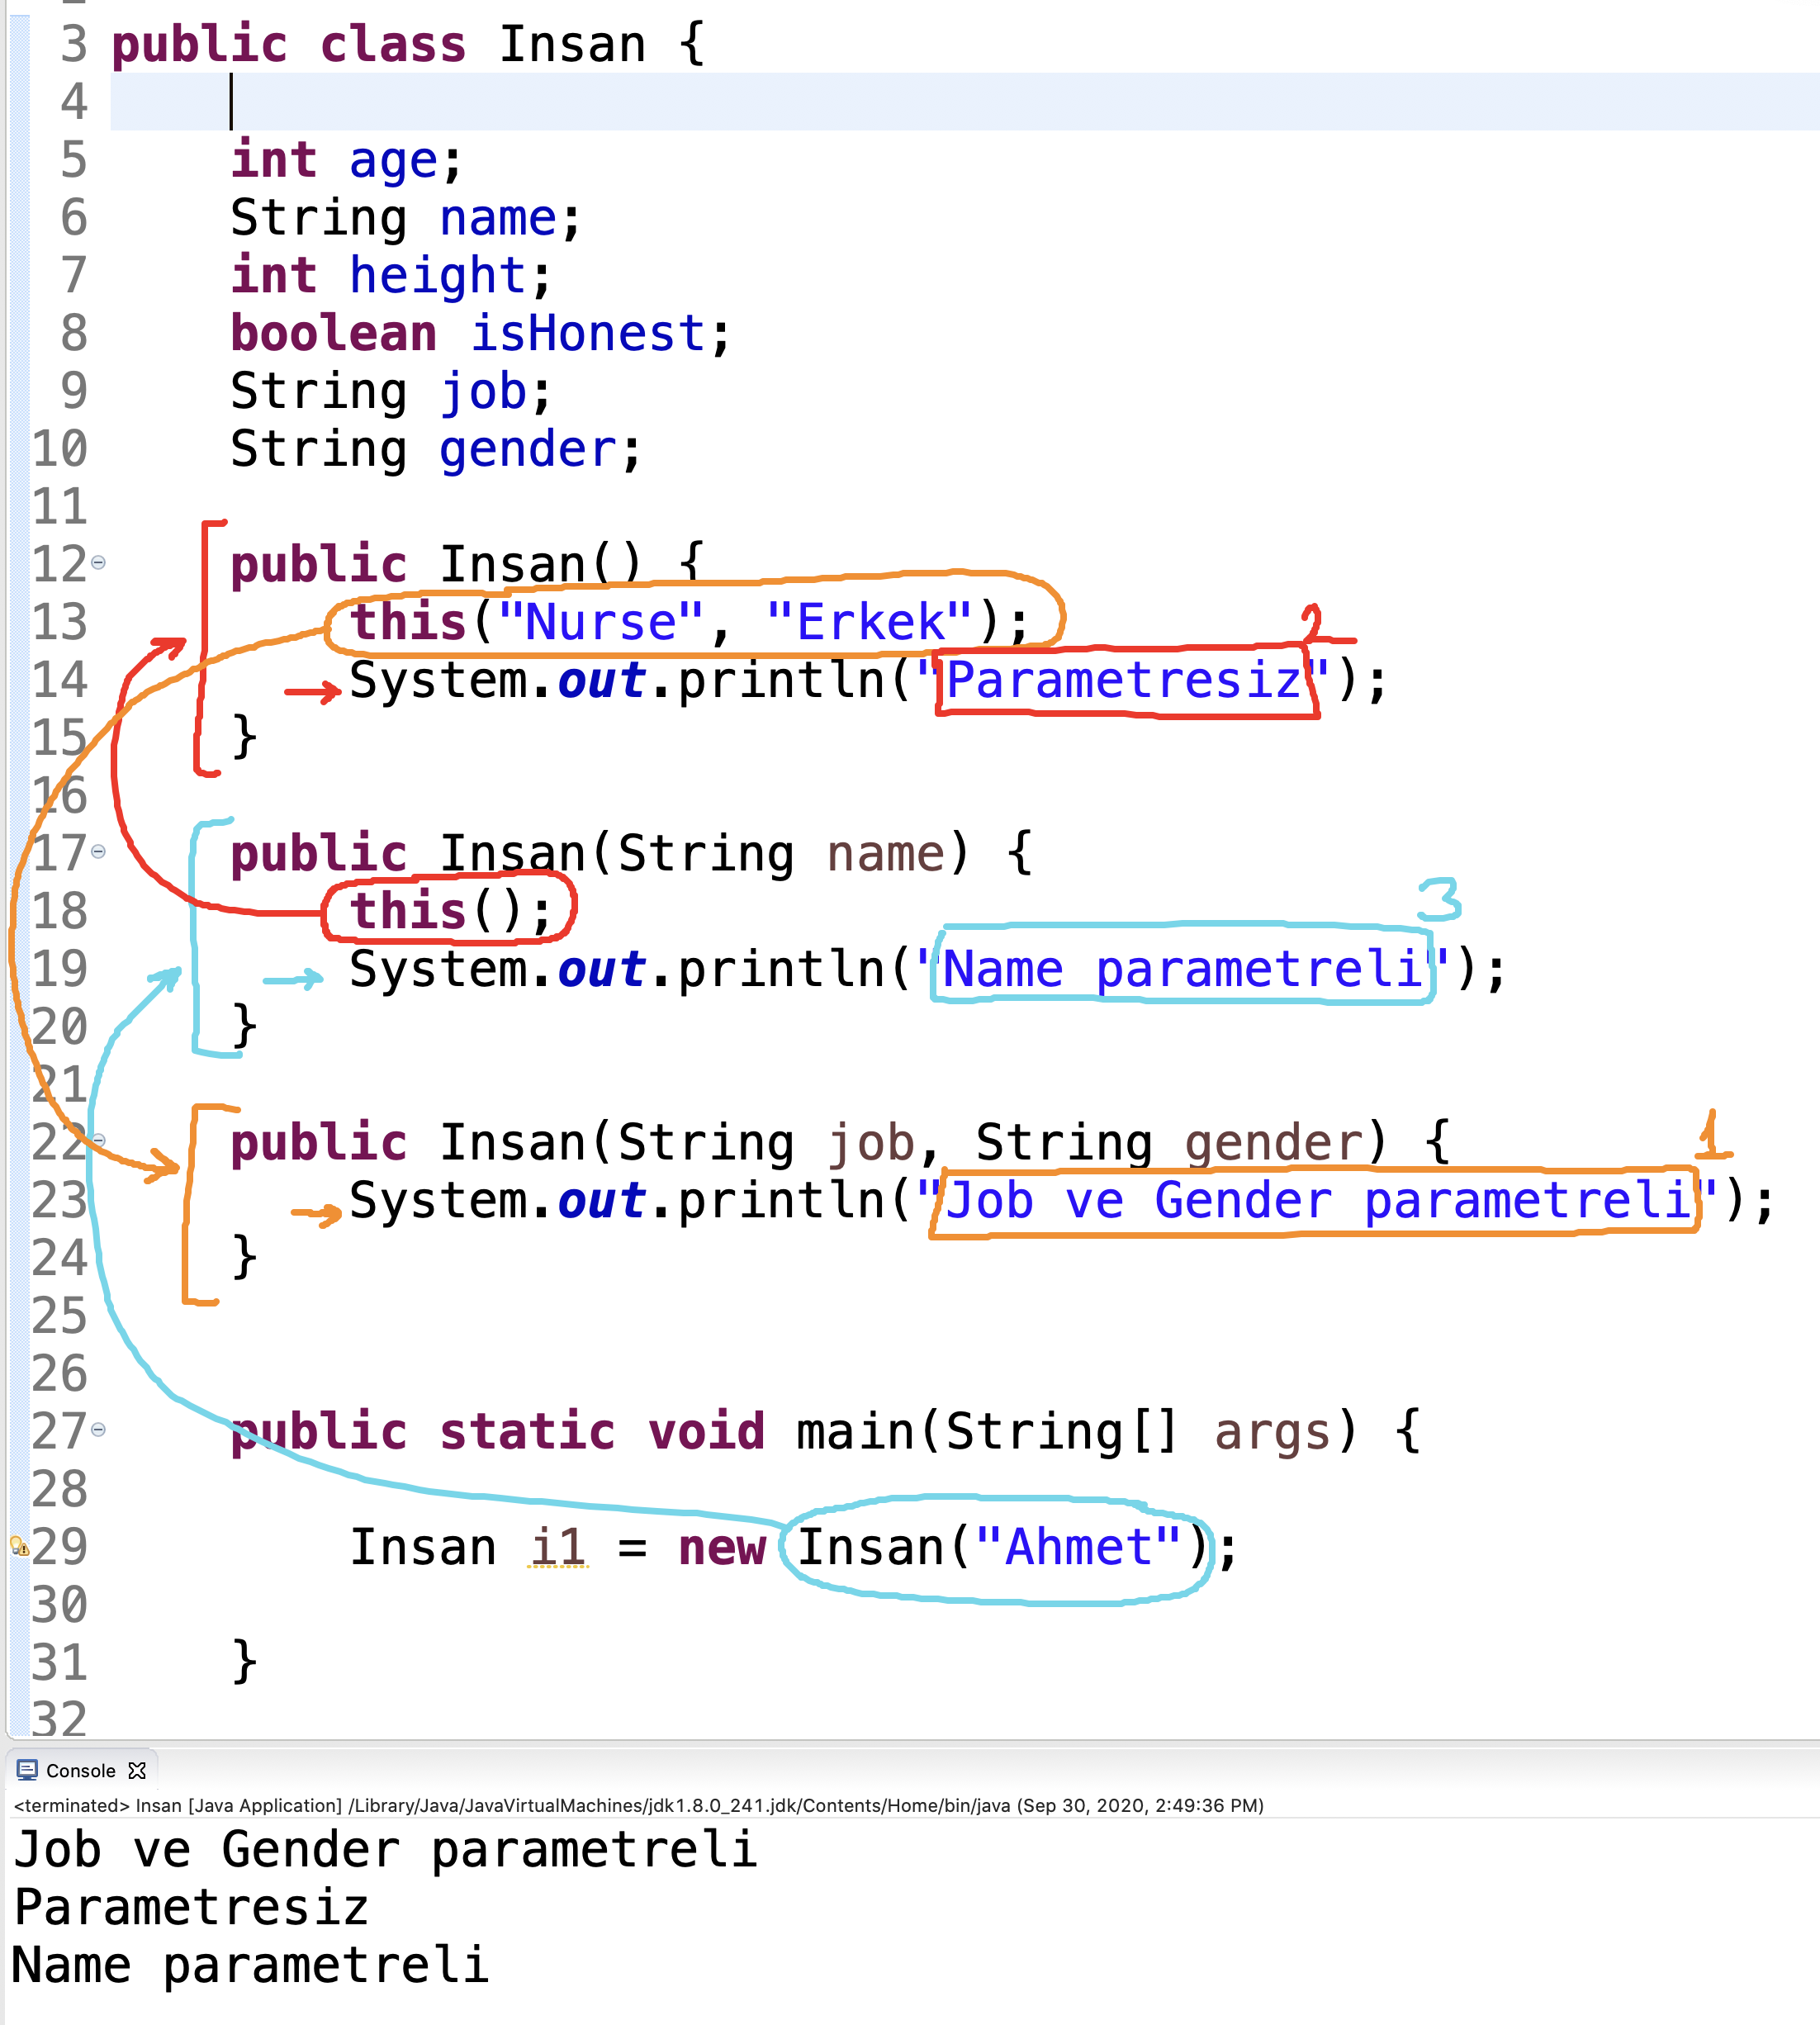 3 public class Insan {
4
5 int age;
6 String name;
7 int height;
8 boolean isHonest;
9 String job;
10 String gender;
11
12 public Insan() {
13 this("Nurse", "Erkek");
2
14 System.out.println("Parametresiz");
15 }
16
17 public Insan(String name) {
18 this();
3
19 System.out.println("Name parametreli");
20 }
21
22 public Insan(String job, String gender) {
1
23 System.out.println("Job ve Gender parametreli");
24 }
25
26
27 public static void main(String[] args) {
28
29 Insan i1 = new Insan("Ahmet");
30
31 }
32
Console
<terminated> Insan [Java Application] /Library/Java/JavaVirtualMachines/jdk1.8.0_241.jdk/Contents/Home/bin/java (Sep 30, 2020, 2:49:36 PM)
Job ve Gender parametreli
Parametresiz
Name parametreli